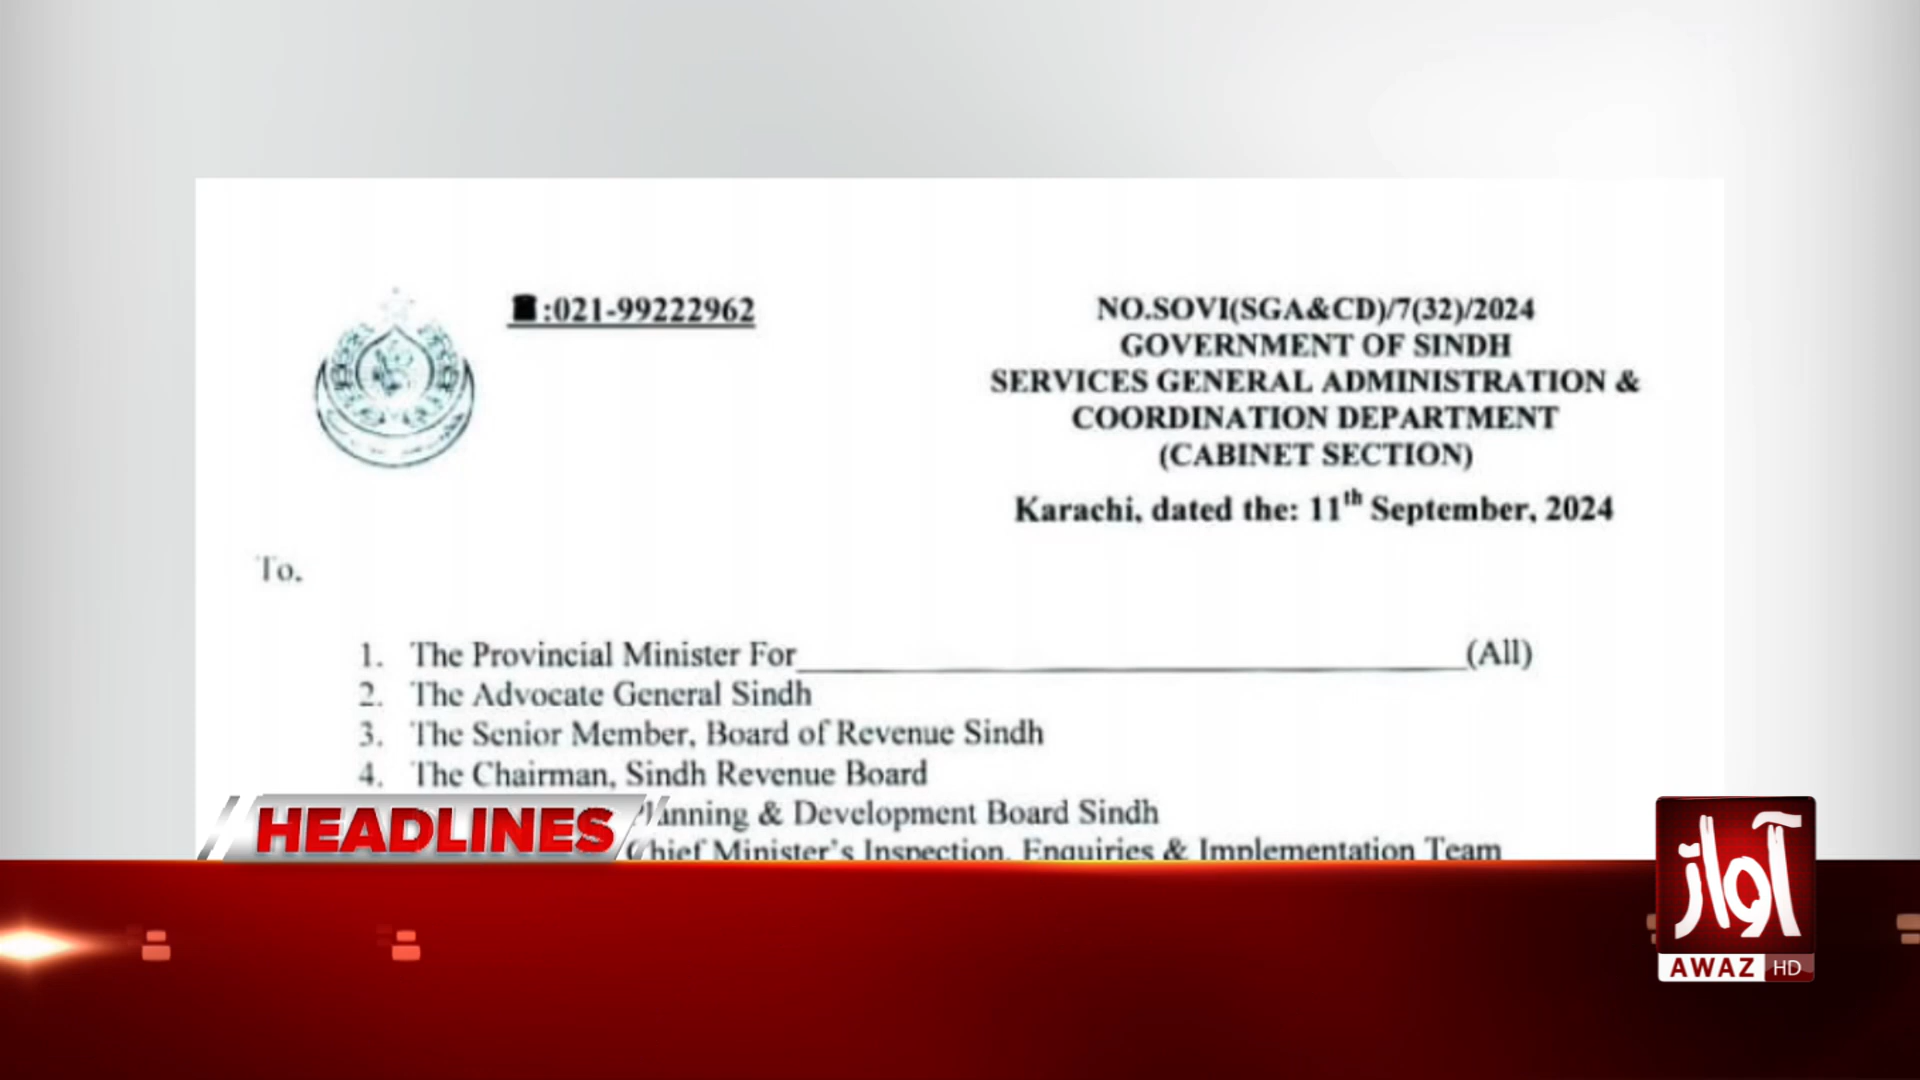 :021-99222962
NO.SOVI(SGA&CD)/7(32)/2024
GOVERNMENT OF SINDH
SERVICES GENERAL ADMINISTRATION &
COORDINATION DEPARTMENT
(CABINET SECTION)
Karachi, dated the: 11th September, 2024
To.
1. The Provincial Minister For____________________(All)
2. The Advocate General Sindh
3. The Senior Member, Board of Revenue Sindh
4. The Chairman, Sindh Revenue Board
Planning & Development Board Sindh
Chief Minister's Inspection, Enquiries & Implementation Team
HEADLINES
آواز
AWAZ HD